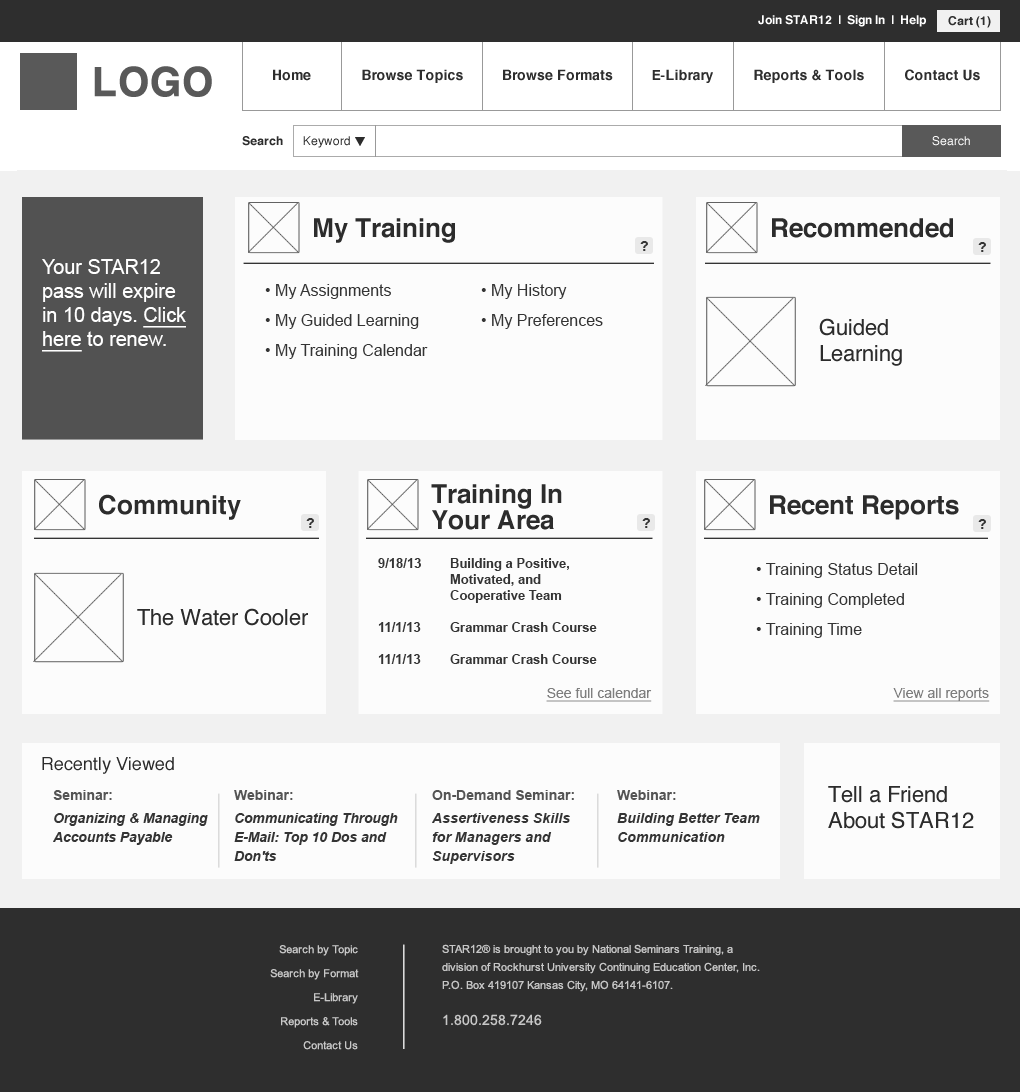 Join STAR12 | Sign In | Help Cart (1)
LOGO
Home Browse Topics Browse Formats E-Library Reports & Tools Contact Us
Search Keyword ▼ Search
Your STAR12
pass will expire
in 10 days. Click
here to renew.
My Training
?
• My Assignments
• My Guided Learning
• My Training Calendar
• My History
• My Preferences
Recommended
?
Guided
Learning
Community
?
The Water Cooler
Training In
Your Area
?
9/18/13 Building a Positive,
Motivated, and
Cooperative Team
11/1/13 Grammar Crash Course
11/1/13 Grammar Crash Course
See full calendar
Recent Reports
?
• Training Status Detail
• Training Completed
• Training Time
View all reports
Recently Viewed
Seminar:
Organizing & Managing
Accounts Payable
Webinar:
Communicating Through
E-Mail: Top 10 Dos and
Don'ts
On-Demand Seminar:
Assertiveness Skills
for Managers and
Supervisors
Webinar:
Building Better Team
Communication
Tell a Friend
About STAR12
Search by Topic
Search by Format
E-Library
Reports & Tools
Contact Us
STAR12® is brought to you by National Seminars Training, a
division of Rockhurst University Continuing Education Center, Inc.
P.O. Box 419107 Kansas City, MO 64141-6107.
1.800.258.7246